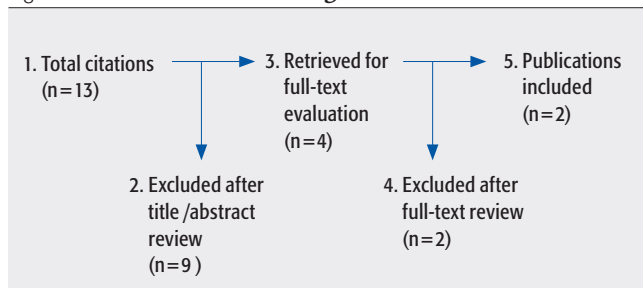 1. Total citations
(n=13)
3. Retrieved for
full-text
evaluation
(n=4)
5. Publications
included
(n=2)
2. Excluded after
title /abstract
review
(n=9 )
4. Excluded after
full-text review
(n=2)